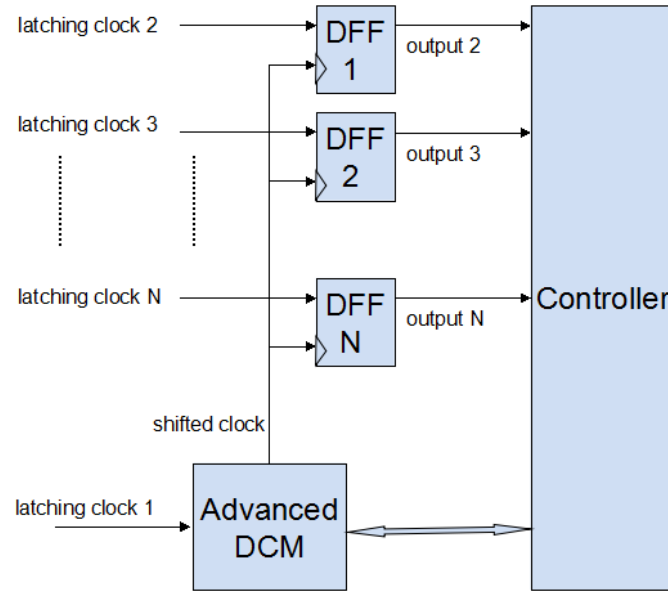 latching clock 2
DFF
1
output 2
latching clock 3
DFF
2
output 3
latching clock N
DFF
N
output N
Controller
shifted clock
latching clock 1
Advanced
DCM